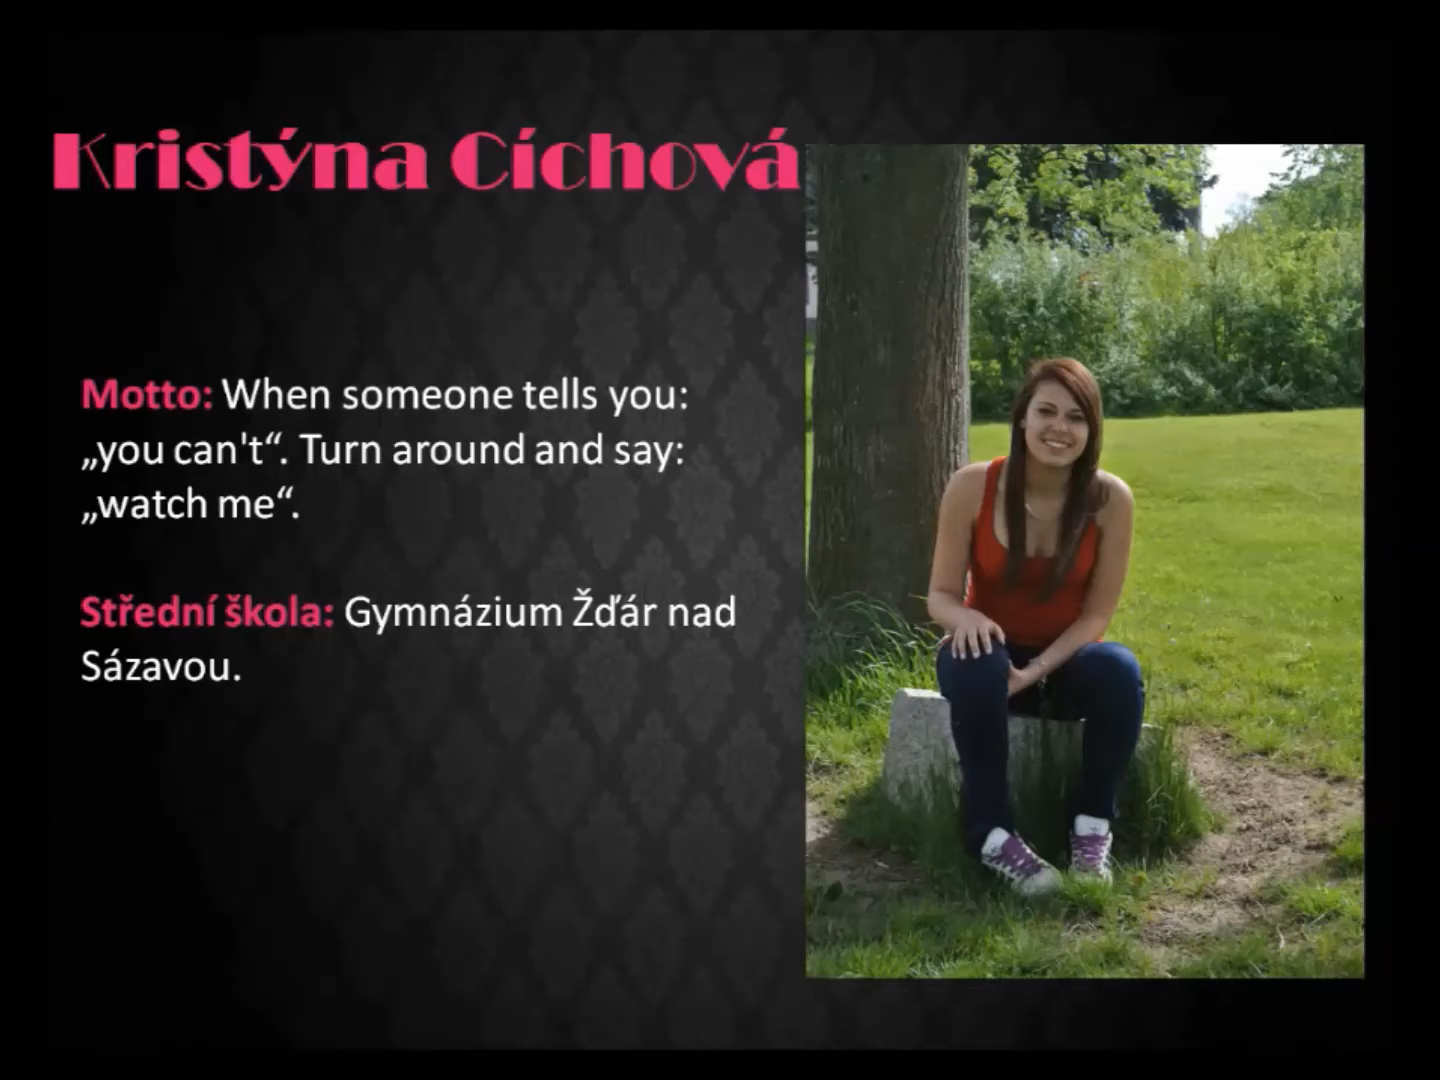 Kristýna Cíchová
Motto: When someone tells you:
„you can't“. Turn around and say:
„watch me“.
Střední škola: Gymnázium Žďár nad
Sázavou.